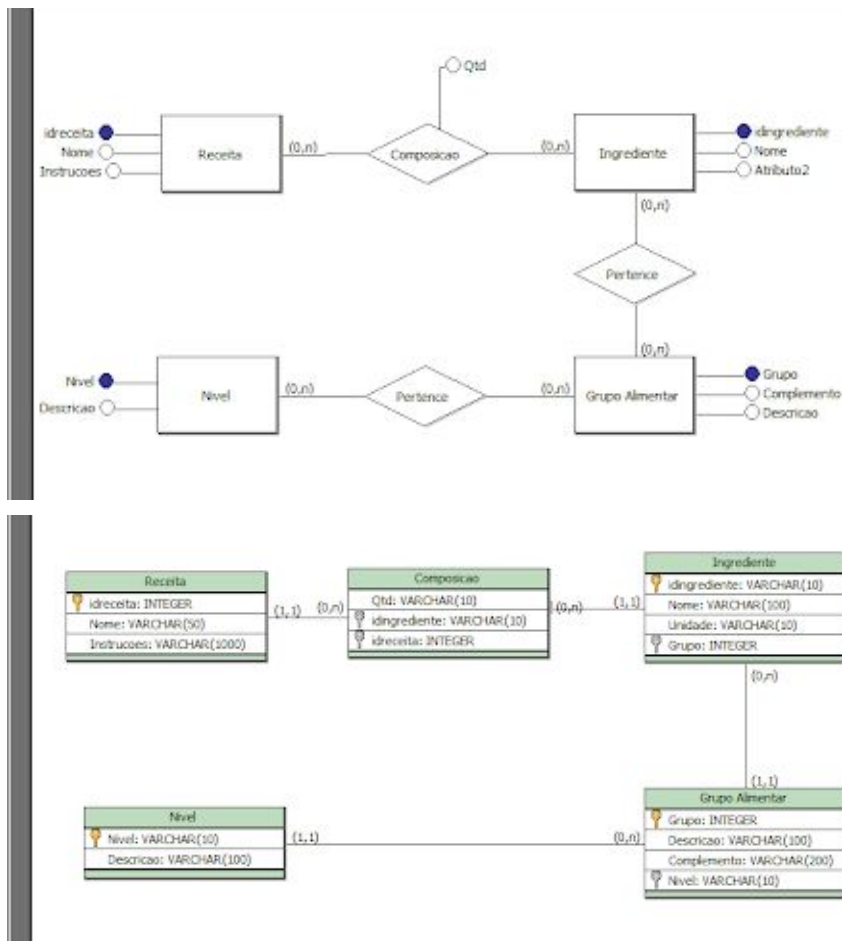 Qtd
idreceita
Nome
Instrucoes
Receita
(0,n)
Composicao
(0,n)
Ingrediente
idingrediente
Nome
Atributo2
(0,n)
Pertence
(0,n)
Nivel
Descricao
Nivel
(0,n)
Pertence
(0,n)
Grupo Alimentar
Grupo
Complemento
Descricao
Receita
idreceita: INTEGER
Nome: VARCHAR(50)
Instrucoes: VARCHAR(1000)
(1,1)
(0,n)
Composicao
Qtd: VARCHAR(10)
idingrediente: VARCHAR(10)
idreceita: INTEGER
(0,n)
(1,1)
Ingrediente
idingrediente: VARCHAR(10)
Nome: VARCHAR(100)
Unidade: VARCHAR(10)
Grupo: INTEGER
(0,n)
(1,1)
Nivel
Nivel: VARCHAR(10)
Descricao: VARCHAR(100)
(1,1)
(0,n)
Grupo Alimentar
Grupo: INTEGER
Descricao: VARCHAR(100)
Complemento: VARCHAR(200)
Nivel: VARCHAR(10)